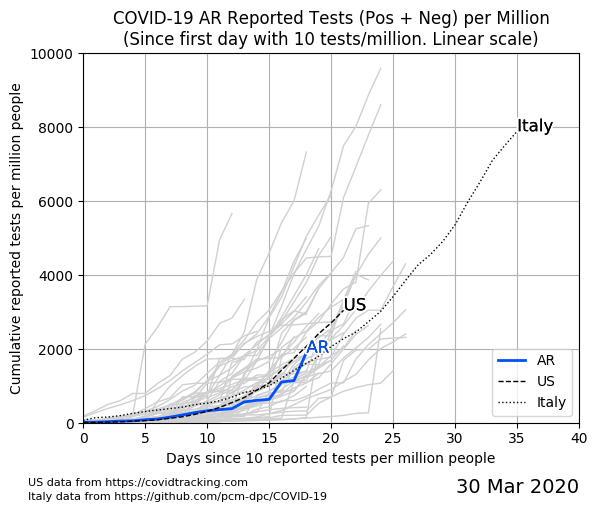 COVID-19 AR Reported Tests (Pos + Neg) per Million
(Since first day with 10 tests/million. Linear scale)
Cumulative reported tests per million people
10000
8000
6000
4000
2000
0
Italy
US
AR
AR
US
Italy
0 5 10 15 20 25 30 35 40
Days since 10 reported tests per million people
US data from https://covidtracking.com
Italy data from https://github.com/pcm-dpc/COVID-19
30 Mar 2020